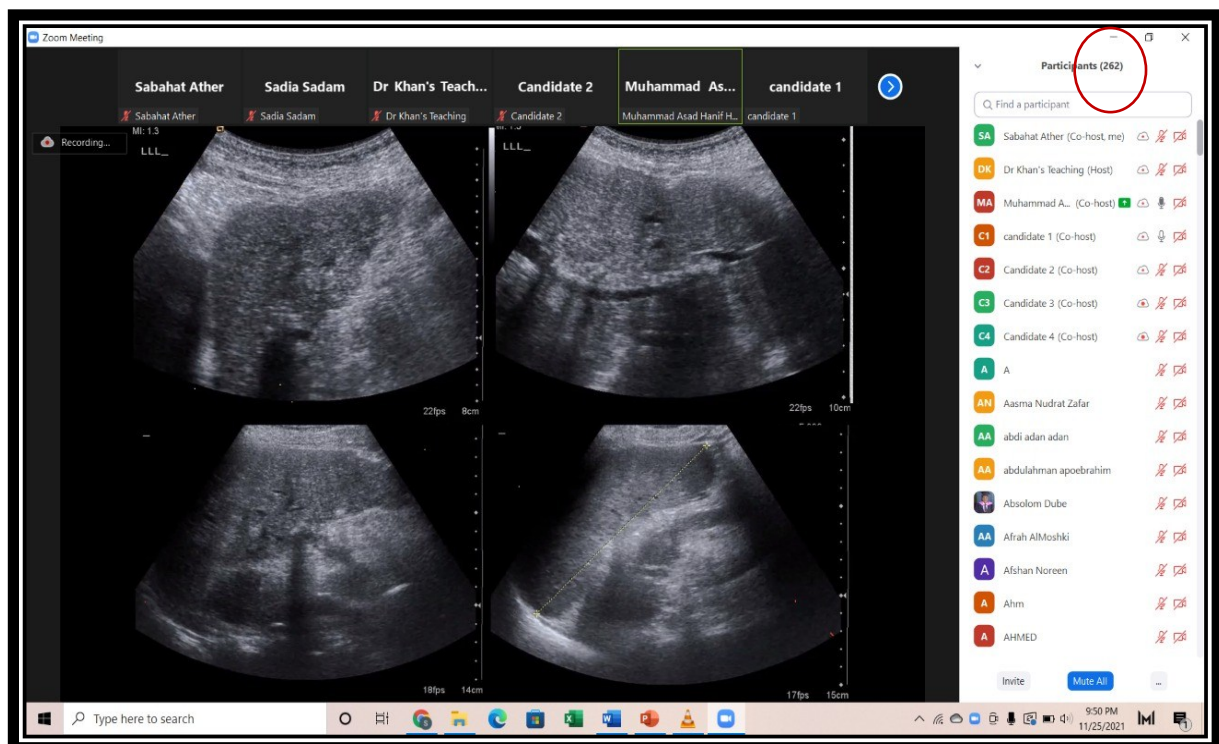 Zoom Meeting
Sabahat Ather
Sadia Sadam
Dr Khan's Teach...
Candidate 2
Muhammad As...
candidate 1
Sabahat Ather
Sadia Sadam
Dr Khan's Teaching
Candidate 2
Muhammad Asad Hanif H...
candidate 1
Recording...
MI: 1.3
LLL_
LLL_
22fps 8cm
22fps 10cm
18fps 14cm
17fps 15cm
Participants (262)
Find a participant
SA Sabahat Ather (Co-host, me)
DK Dr Khan's Teaching (Host)
MA Muhammad A... (Co-host)
C1 candidate 1 (Co-host)
C2 Candidate 2 (Co-host)
C3 Candidate 3 (Co-host)
C4 Candidate 4 (Co-host)
A A
AN Aasma Nudrat Zafar
AA abdi adan adan
AA abdulahman apoebrahim
Absolom Dube
AA Afrah AlMoshki
A Afshan Noreen
A Ahm
A AHMED
Invite Mute All ...
Type here to search
9:50 PM
11/25/2021